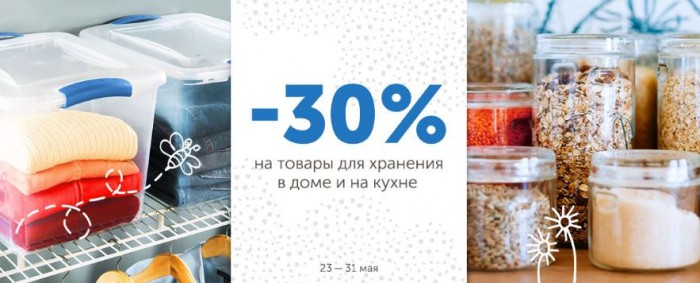 -30%
на товары для хранения
в доме и на кухне
23 — 31 мая